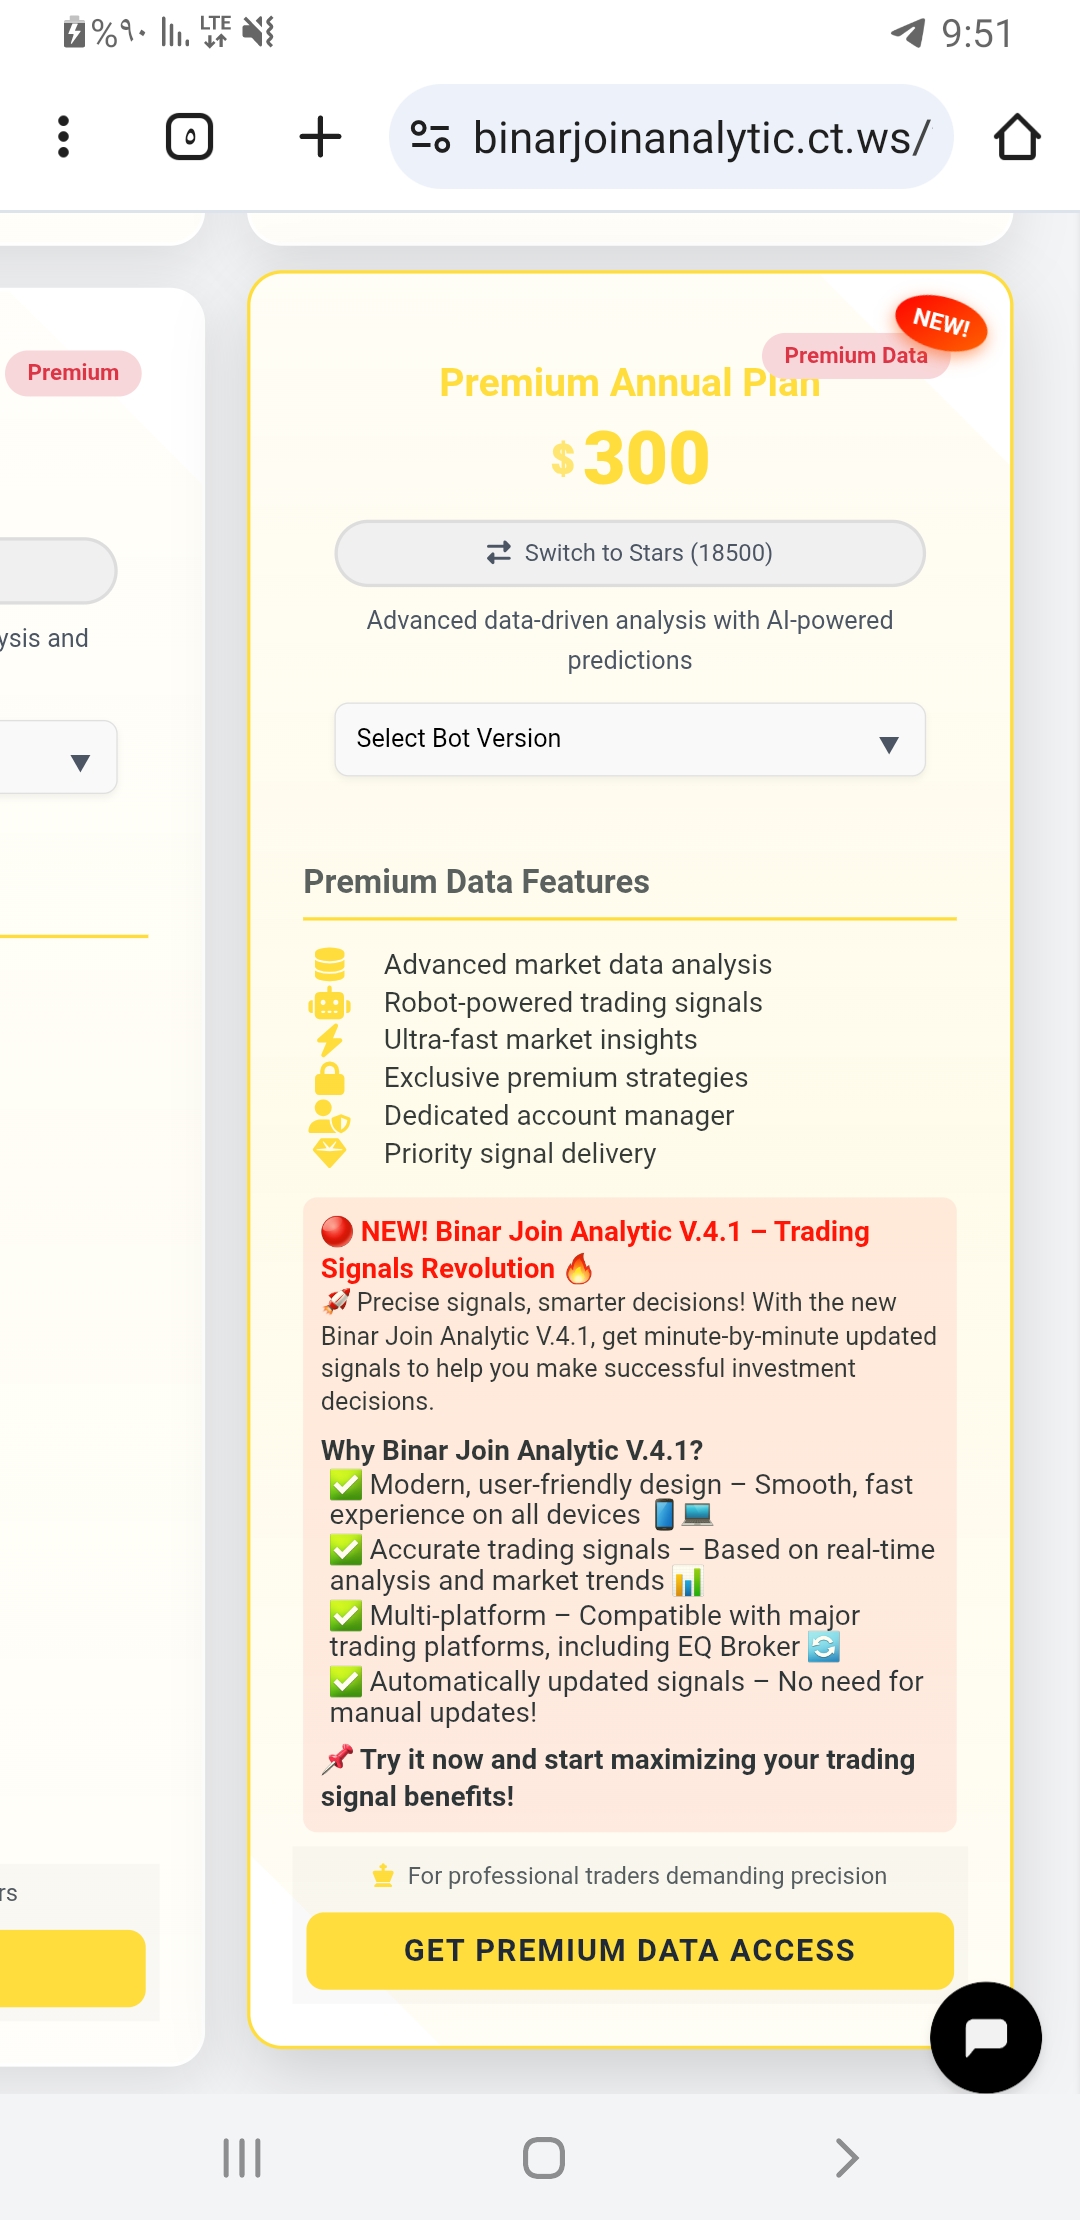 %٩٠ LTE 9:51
٥ binarjoinanalytic.ct.ws/
Premium
ysis and
rs
NEW!
Premium Data
Premium Annual Plan
$300
Switch to Stars (18500)
Advanced data-driven analysis with AI-powered
predictions
Select Bot Version
Premium Data Features
Advanced market data analysis
Robot-powered trading signals
Ultra-fast market insights
Exclusive premium strategies
Dedicated account manager
Priority signal delivery
🔴 NEW! Binar Join Analytic V.4.1 – Trading
Signals Revolution 🔥
🚀 Precise signals, smarter decisions! With the new
Binar Join Analytic V.4.1, get minute-by-minute updated
signals to help you make successful investment
decisions.
Why Binar Join Analytic V.4.1?
✅ Modern, user-friendly design – Smooth, fast
experience on all devices 📱💻
✅ Accurate trading signals – Based on real-time
analysis and market trends 📊
✅ Multi-platform – Compatible with major
trading platforms, including EQ Broker 🔄
✅ Automatically updated signals – No need for
manual updates!
📌 Try it now and start maximizing your trading
signal benefits!
For professional traders demanding precision
GET PREMIUM DATA ACCESS